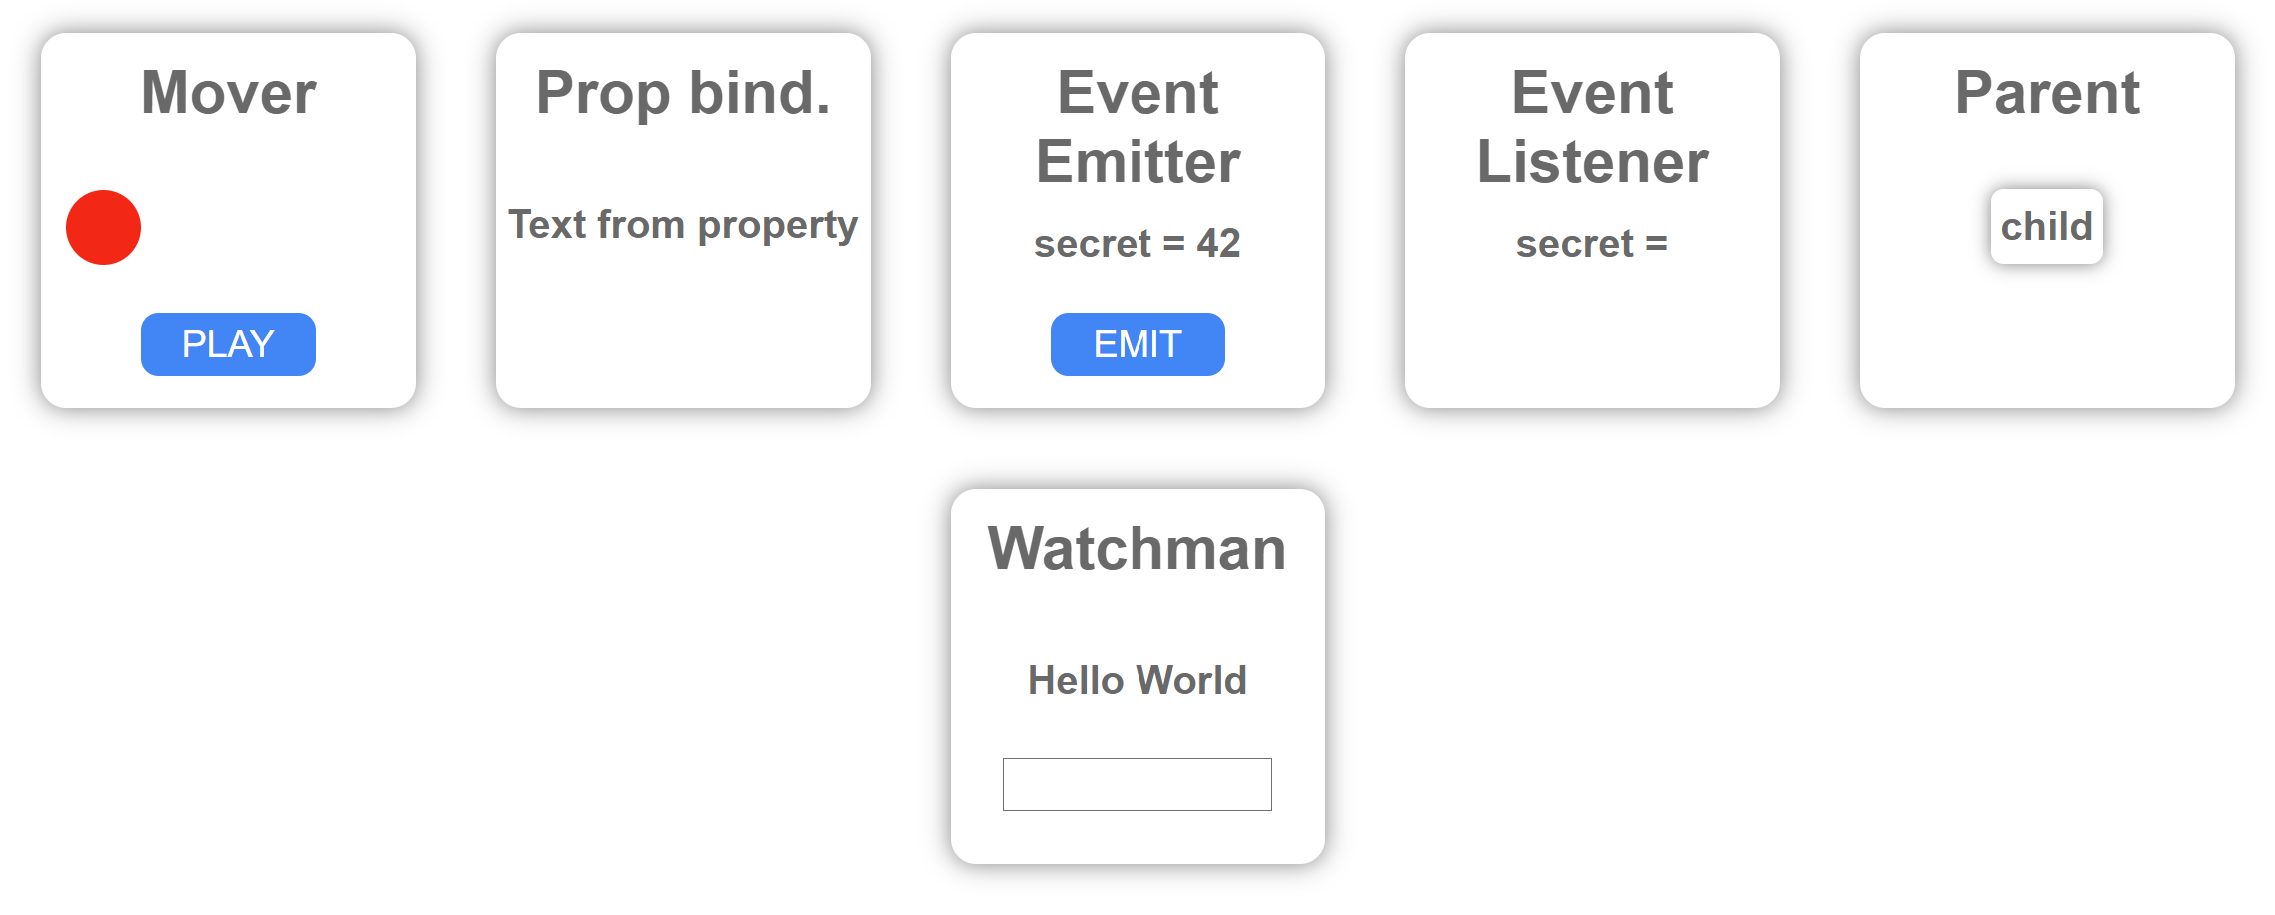 Mover
PLAY
Prop bind.
Text from property
Event
Emitter
secret = 42
EMIT
Event
Listener
secret =
Parent
child
Watchman
Hello World